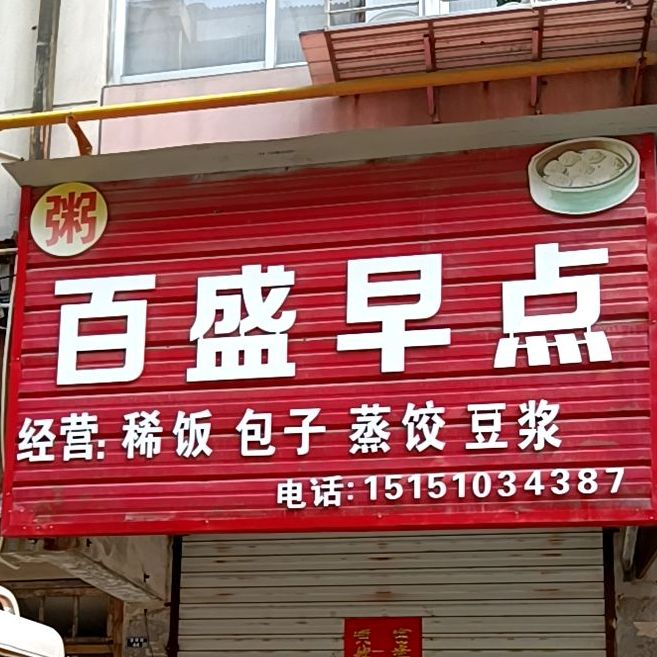 粥
百盛早点
经营: 稀饭 包子 蒸饺 豆浆
电话: 15151034387